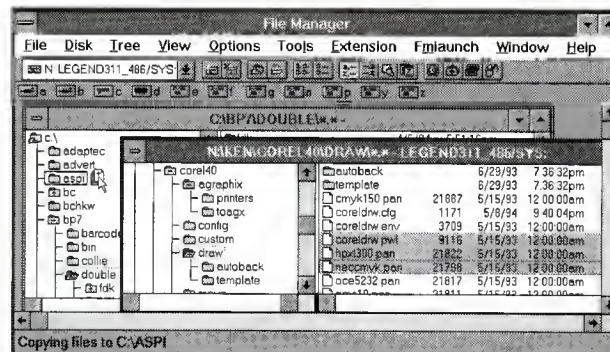 File Manager
File Disk Tree View Options Tools Extension Fmlaunch Window Help
N: LEGEND311_486/SYS:
a b c d e f g n p y z
C:\BP7\DOUBLE\*.*
c:\
adaptec
advert
aspi
bc
bchkw
bp7
barcode
bin
collie
double
fdk
N:\KEN\COREL40\DRAW\*.* LEGEND311_486/SYS:
corel40
agraphix
printers
toagx
config
custom
draw
autoback
template
autoback 6/29/93 7:36:32pm
template 6/29/93 7:36:32pm
cmyk150.pan 21887 5/15/93 12:00:00am
coreldrw.cfg 1171 5/8/94 9:40:04pm
coreldrw.env 3709 5/15/93 12:00:00am
coreldrw.pwt 9116 5/15/93 12:00:00am
hpxl300.pan 21822 5/15/93 12:00:00am
neccmyk.pan 21798 5/15/93 12:00:00am
oce5232.pan 21817 5/15/93 12:00:00am
Copying files to C:\ASPI